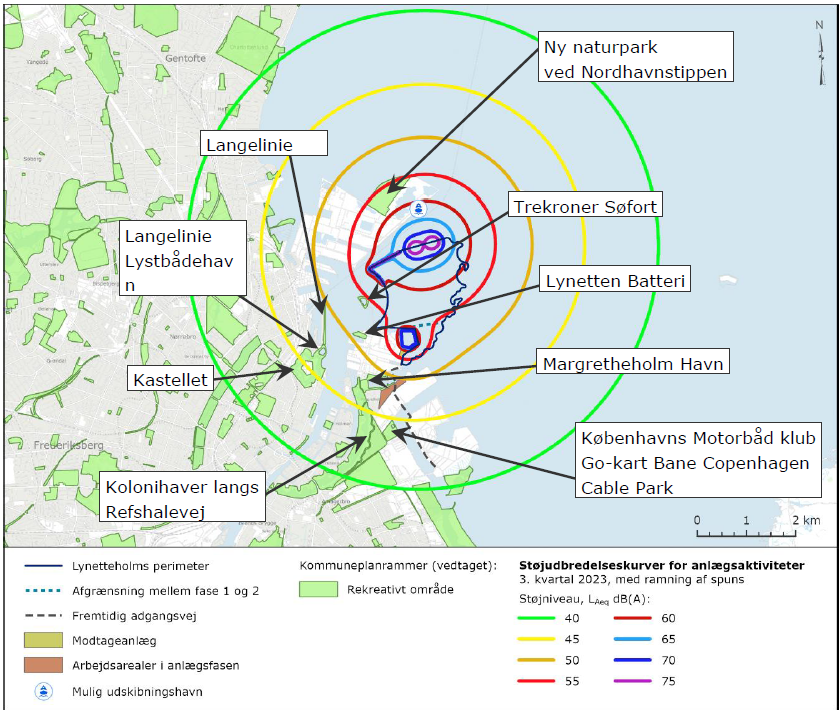 N
Gentofte
Ny naturpark
ved Nordhavnstippen
Langelinie
Trekroner Søfort
Langelinie
Lystbådehav
n
Lynetten Batteri
Kastellet
Margretheholm Havn
Frederiksberg
Københavns Motorbåd klub
Go-kart Bane Copenhagen
Cable Park
Kolonihaver langs
Refshalevej
0 1 2 km
Lynetteholms perimeter
Afgrænsning mellem fase 1 og 2
Fremtidig adgangsvej
Modtageanlæg
Arbejdsarealer i anlægsfasen
Mulig udskibningshavn
Kommuneplanrammer (vedtaget):
Rekreativt område
Støjudbredelseskurver for anlægsaktiviteter
3. kvartal 2023, med ramning af spuns
Støjniveau, LAeq dB(A):
40 60
45 65
50 70
55 75